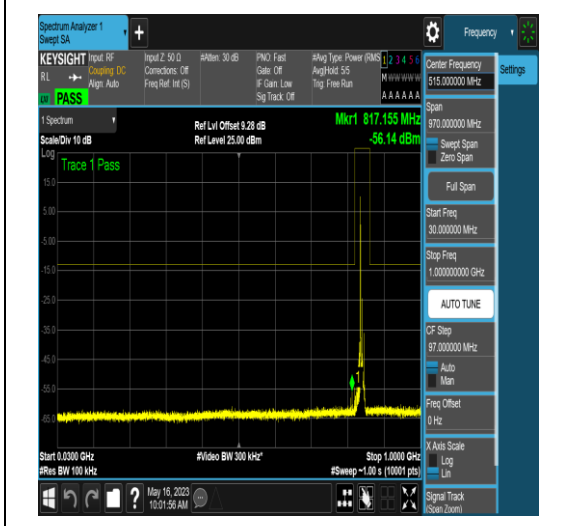 Spectrum Analyzer 1
Swept SA
Frequency
KEYSIGHT
RL
PASS
Input: RF
Coupling: DC
Align: Auto
Input Z: 50 Ω
Corrections: Off
Freq Ref: Int (S)
#Atten: 30 dB
PNO: Fast
Gate: Off
IF Gain: Low
Sig Track: Off
#Avg Type: Power (RMS)
Avg|Hold: 5/5
Trig: Free Run
1 2 3 4 5 6
M W W W W W
A A A A A A
1 Spectrum
Scale/Div 10 dB
Ref Lvl Offset 9.28 dB
Ref Level 25.00 dBm
Mkr1 817.155 MHz
-56.14 dBm
Log
Trace 1 Pass
15.0
5.00
-5.00
-15.0
-25.0
-35.0
-45.0
-55.0
-65.0
1
Start 0.0300 GHz
#Video BW 300 kHz*
Stop 1.0000 GHz
#Res BW 100 kHz
#Sweep ~1.00 s (10001 pts)
May 16, 2023
10:01:56 AM
?
Center Frequency
515.000000 MHz
Settings
Span
970.000000 MHz
Swept Span
Zero Span
Full Span
Start Freq
30.000000 MHz
Stop Freq
1.000000000 GHz
AUTO TUNE
CF Step
97.000000 MHz
Auto
Man
Freq Offset
0 Hz
X Axis Scale
Log
Lin
Signal Track
(Span Zoom)